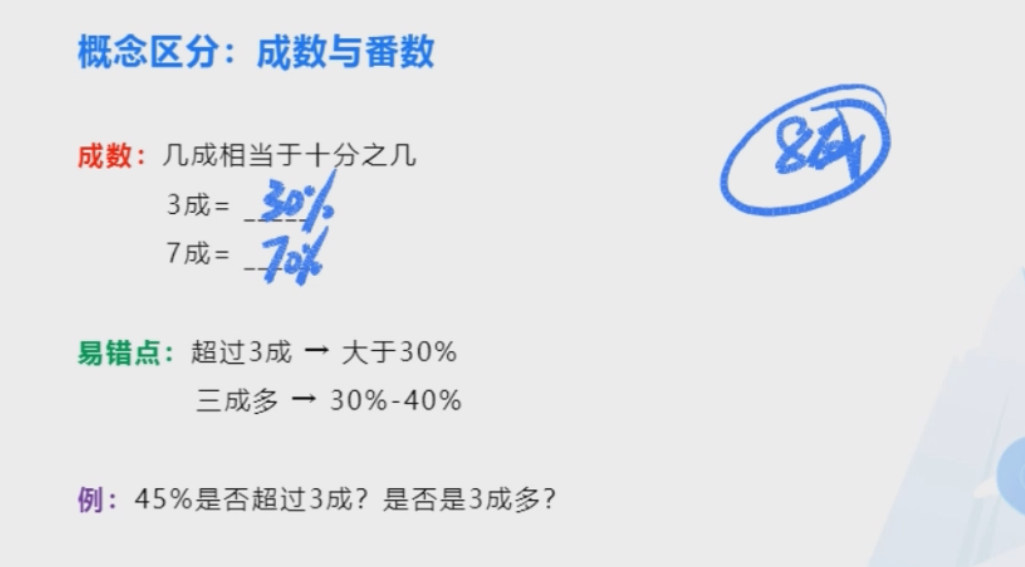 概念区分：成数与番数
8成
成数：几成相当于十分之几
3成= 30%
7成= 70%
易错点：超过3成 → 大于30%
三成多 → 30%-40%
例：45%是否超过3成？是否是3成多？